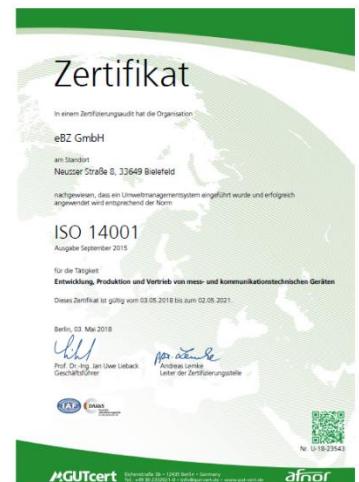 Zertifikat
In einem Zertifizierungsaudit hat die Organisation
eBZ GmbH
am Standort
Neusser Straße 8, 33649 Bielefeld
nachgewiesen, dass ein Umweltmanagementsystem eingeführt wurde und erfolgreich
angewendet wird entsprechend der Norm
ISO 14001
Ausgabe September 2015
für die Tätigkeit
Entwicklung, Produktion und Vertrieb von mess- und kommunikationstechnischen Geräten
Dieses Zertifikat ist gültig vom 03.05.2018 bis zum 02.05.2021.
Berlin, 03. Mai 2018
Prof. Dr.-Ing. Jan Uwe Lieback
Geschäftsführer
Andreas Lemke
Leiter der Zertifizierungsstelle
IAF
DAkkS
Nr. U-18-23543
GUTcert
afnor